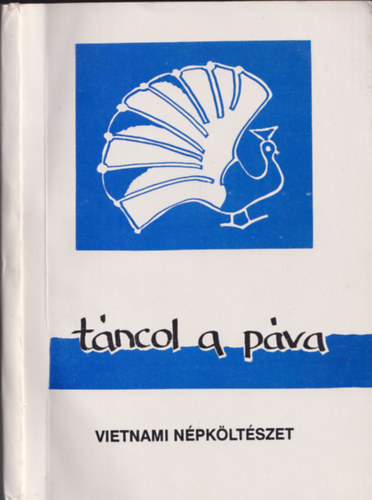 táncol a páva
VIETNAMI NÉPKÖLTÉSZET